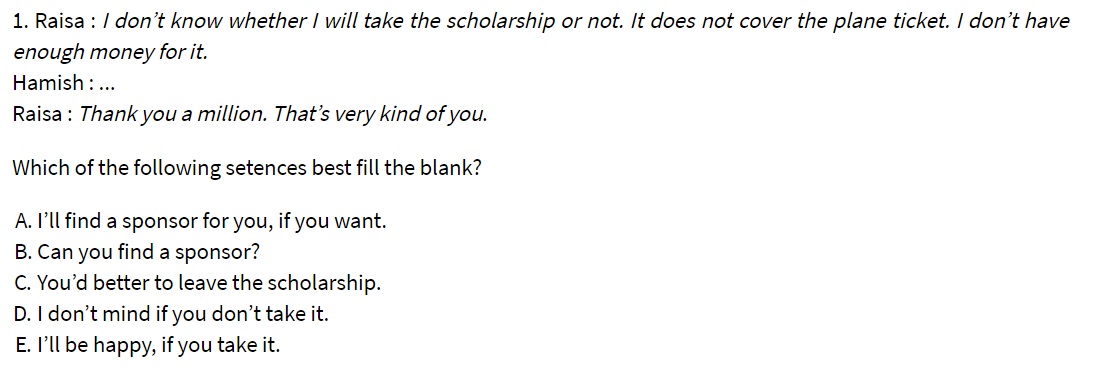 1. Raisa : I don’t know whether I will take the scholarship or not. It does not cover the plane ticket. I don’t have
enough money for it.
Hamish : ...
Raisa : Thank you a million. That’s very kind of you.
Which of the following setences best fill the blank?
A. I’ll find a sponsor for you, if you want.
B. Can you find a sponsor?
C. You’d better to leave the scholarship.
D. I don’t mind if you don’t take it.
E. I’ll be happy, if you take it.